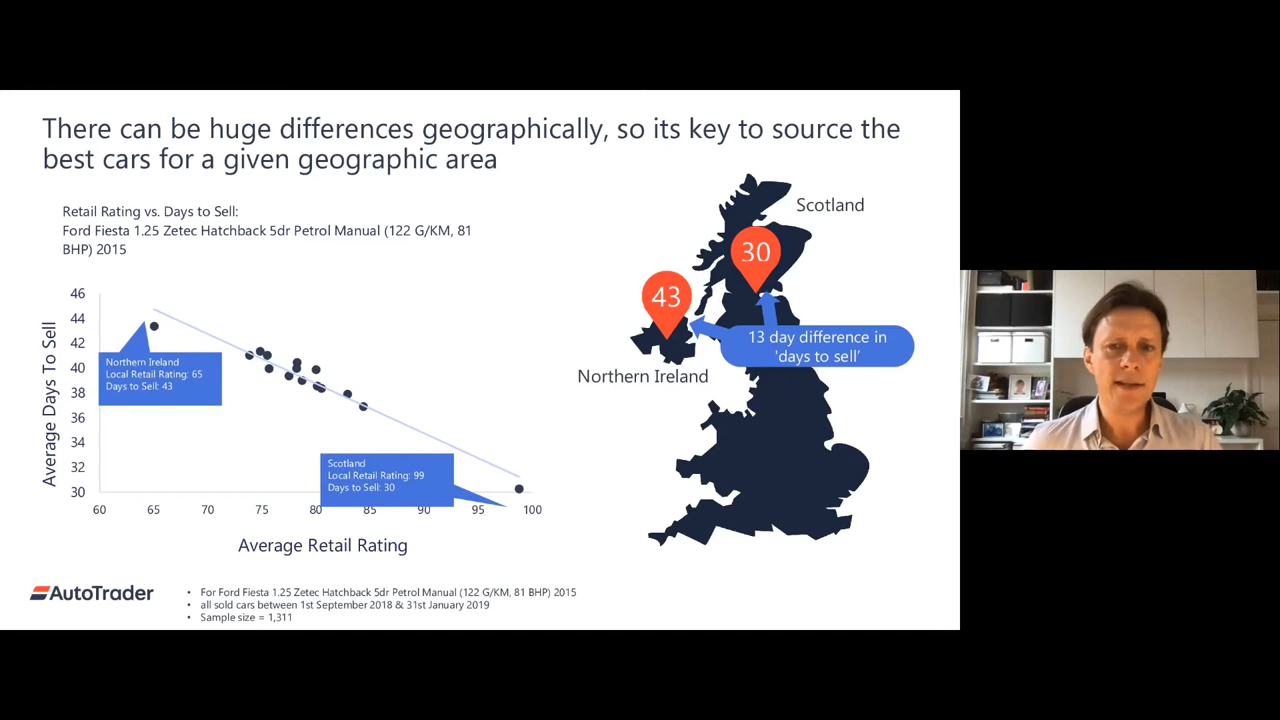 There can be huge differences geographically, so its key to source the
best cars for a given geographic area
Retail Rating vs. Days to Sell:
Ford Fiesta 1.25 Zetec Hatchback 5dr Petrol Manual (122 G/KM, 81
BHP) 2015
Average Days To Sell
46
44
42
40
38
36
34
32
30
Northern Ireland
Local Retail Rating: 65
Days to Sell: 43
Scotland
Local Retail Rating: 99
Days to Sell: 30
60 65 70 75 80 85 90 95 100
Average Retail Rating
Scotland
30
43
13 day difference in
'days to sell'
Northern Ireland
AutoTrader
• For Ford Fiesta 1.25 Zetec Hatchback 5dr Petrol Manual (122 G/KM, 81 BHP) 2015
• all sold cars between 1st September 2018 & 31st January 2019
• Sample size = 1,311